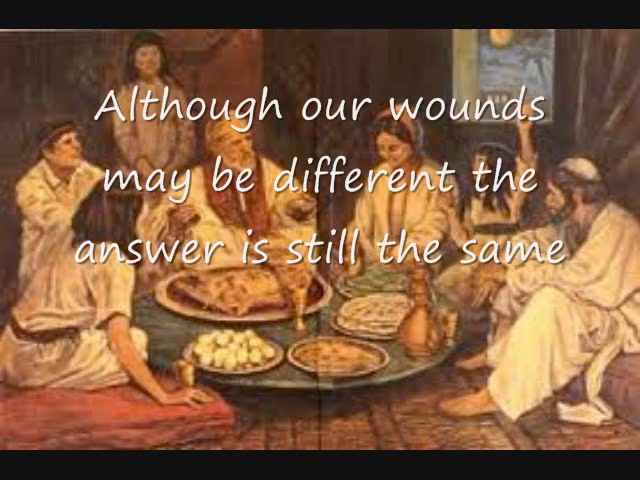 Although our wounds
may be different the
answer is still the same